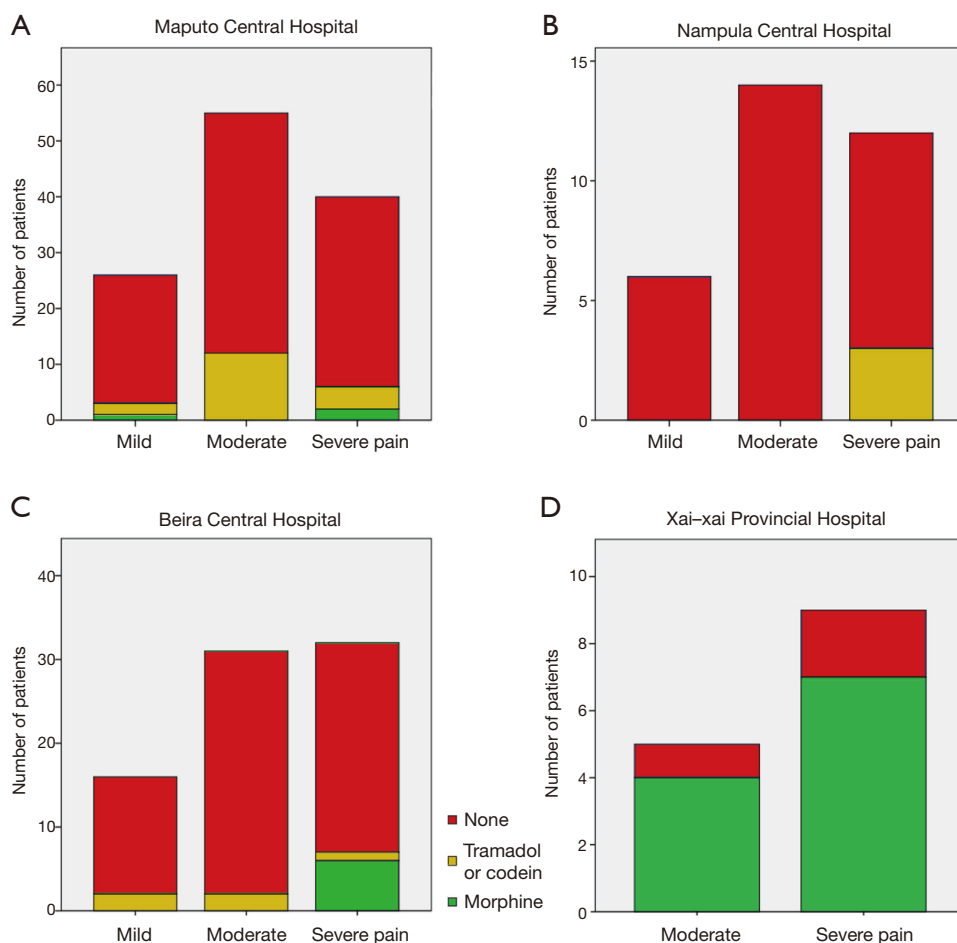 A
Maputo Central Hospital
Number of patients
60
50
40
30
20
10
0
Mild
Moderate
Severe pain
B
Nampula Central Hospital
Number of patients
15
10
5
0
Mild
Moderate
Severe pain
C
Beira Central Hospital
Number of patients
40
30
20
10
0
Mild
Moderate
Severe pain
None
Tramadol
or codein
Morphine
D
Xai–xai Provincial Hospital
Number of patients
10
8
6
4
2
0
Moderate
Severe pain